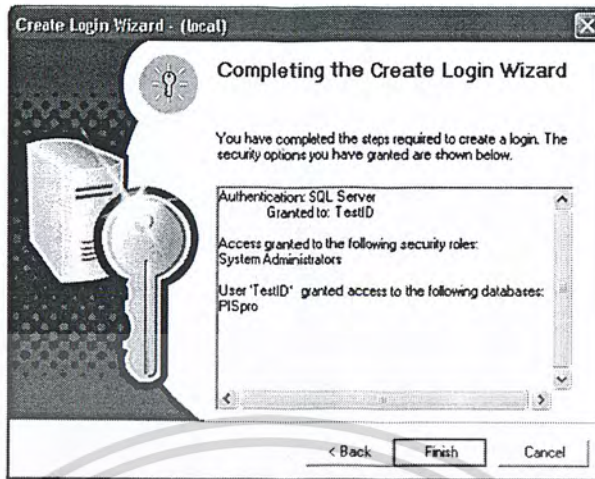 Create Login Wizard - (local)
Completing the Create Login Wizard
You have completed the steps required to create a login. The
security options you have granted are shown below.
Authentication: SQL Server
Granted to: TestID
Access granted to the following security roles:
System Administrators
User 'TestID' granted access to the following databases:
PISpro
< Back
Finish
Cancel